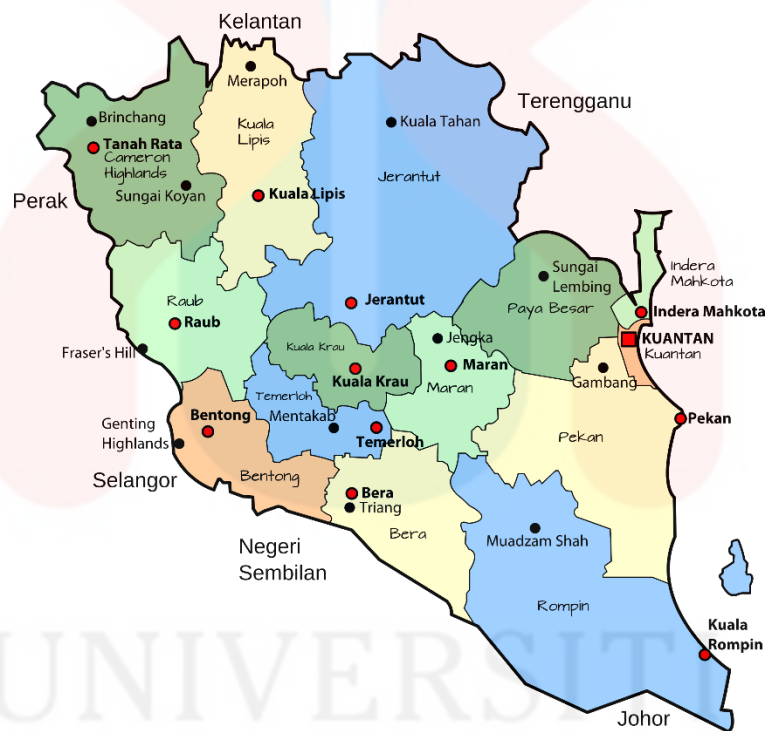 Kelantan
Merapoh
Terengganu
Brinchang
Kuala Tahan
Kuala
Lipis
Tanah Rata
Cameron
Highlands
Jerantut
Sungai Koyan
Kuala Lipis
Perak
Sungai
Lembing
Indera
Mahkota
Raub
Jerantut
Paya Besar
Indera Mahkota
Raub
Jengka
KUANTAN
Kuala Krau
Kuantan
Fraser's Hill
Kuala Krau
Maran
Gambang
Maran
Temerloh
Bentong
Mentakab
Pekan
Genting
Highlands
Temerloh
Pekan
Selangor
Bentong
Bera
Triang
Bera
Muadzam Shah
Negeri
Sembilan
Rompin
Kuala
Rompin
Johor
UNIVERSITI